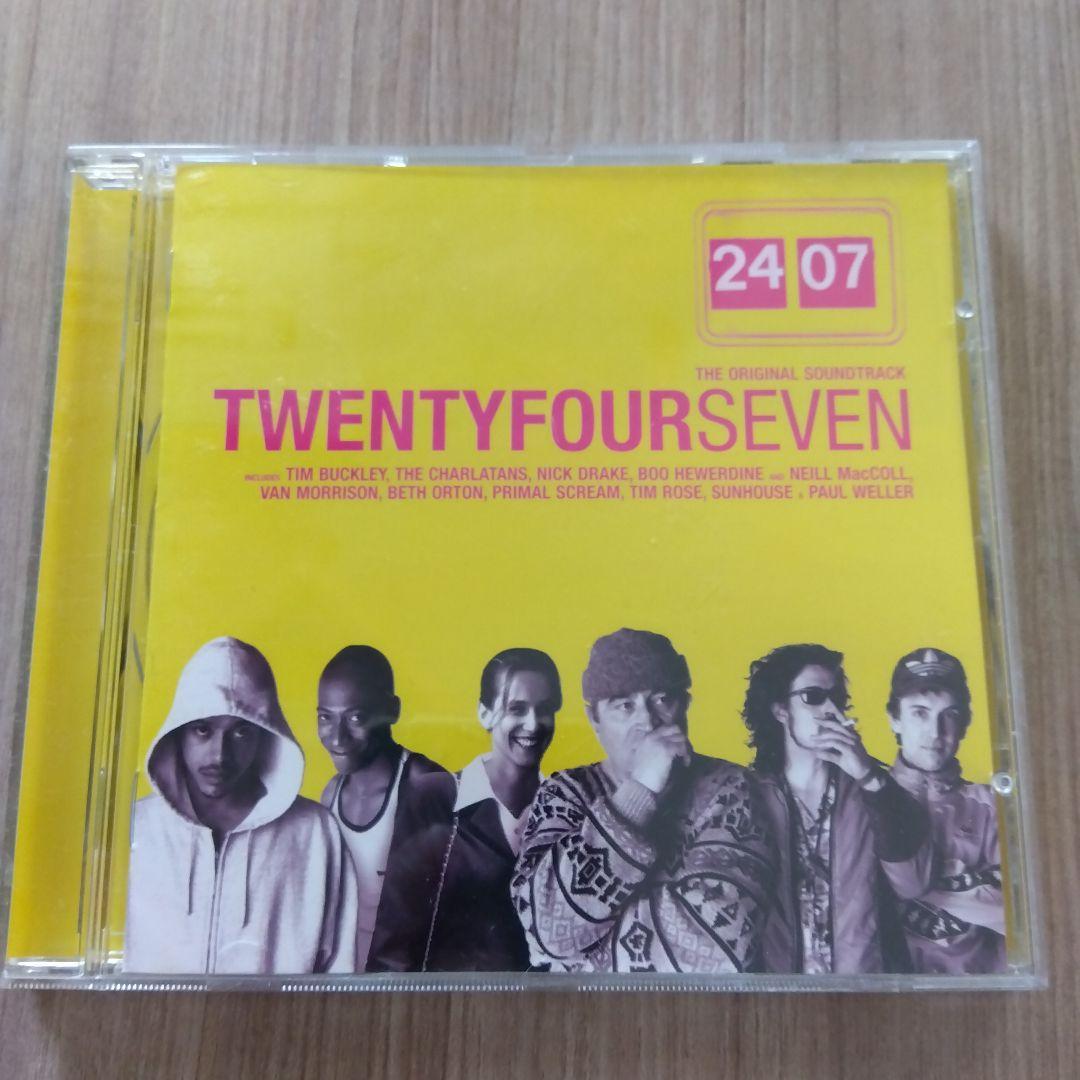 24 07
THE ORIGINAL SOUNDTRACK
TWENTYFOURSEVEN
INCLUDES TIM BUCKLEY, THE CHARLATANS, NICK DRAKE, BOO HEWERDINE AND NEILL MacCOLL,
VAN MORRISON, BETH ORTON, PRIMAL SCREAM, TIM ROSE, SUNHOUSE & PAUL WELLER